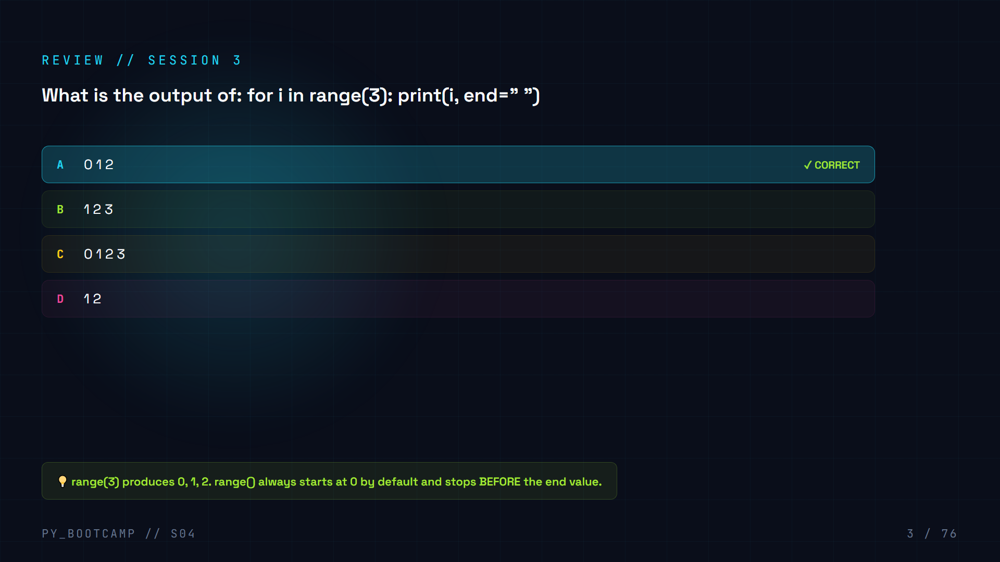 REVIEW // SESSION 3
What is the output of: for i in range(3): print(i, end=” ”)
A 0 1 2 ✓ CORRECT
B 1 2 3
C 0 1 2 3
D 1 2
💡 range(3) produces 0, 1, 2. range() always starts at 0 by default and stops BEFORE the end value.
PY_BOOTCAMP // S04
3 / 76